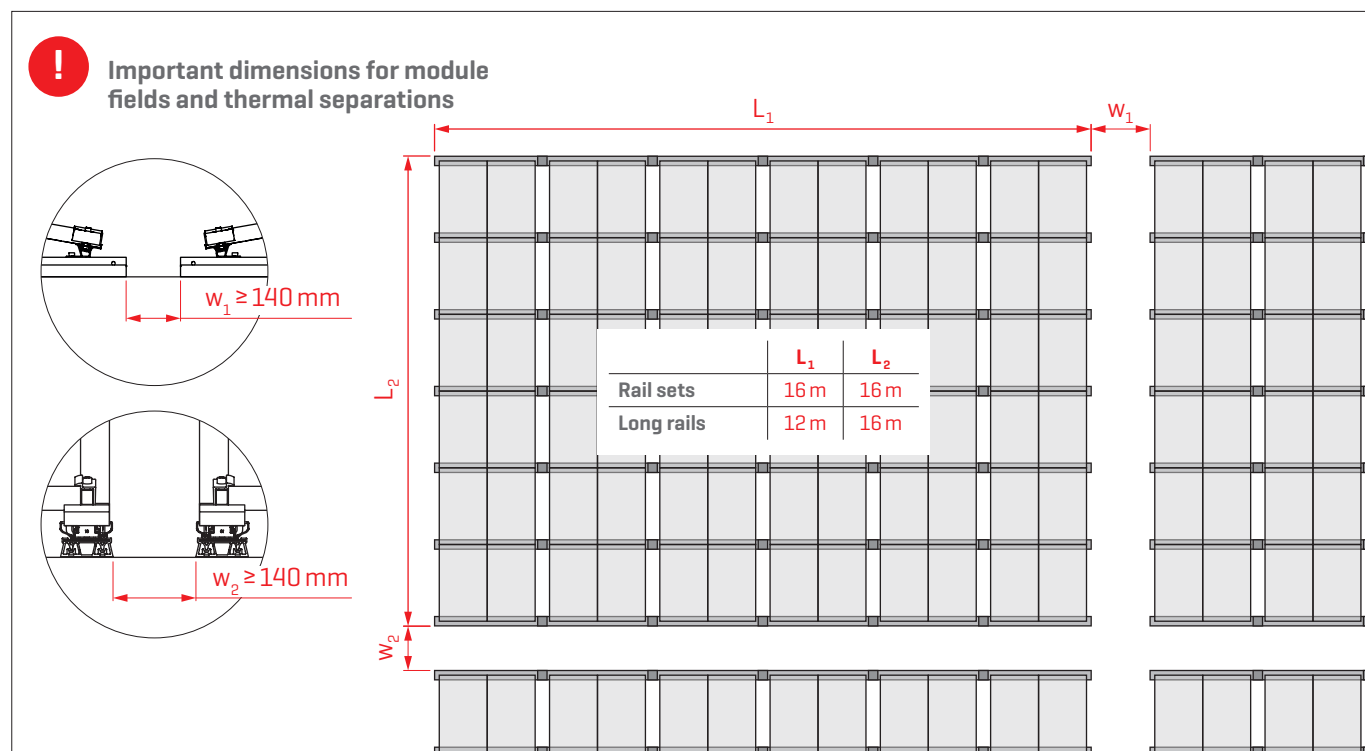 !
Important dimensions for module
fields and thermal separations
L₁
w₁
w₁ ≥ 140 mm
L₂
L₁ L₂
Rail sets 16 m 16 m
Long rails 12 m 16 m
w₂ ≥ 140 mm
w₂